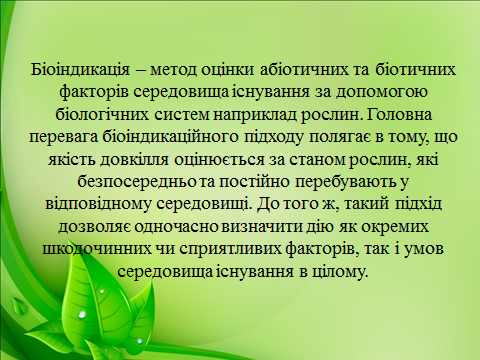 Біоіндикація – метод оцінки абіотичних та біотичних
факторів середовища існування за допомогою
біологічних систем наприклад рослин. Головна
перевага біоіндикаційного підходу полягає в тому, що
якість довкілля оцінюється за станом рослин, які
безпосередньо та постійно перебувають у
відповідному середовищі. До того ж, такий підхід
дозволяє одночасно визначити дію як окремих
шкодочинних чи сприятливих факторів, так і умов
середовища існування в цілому.